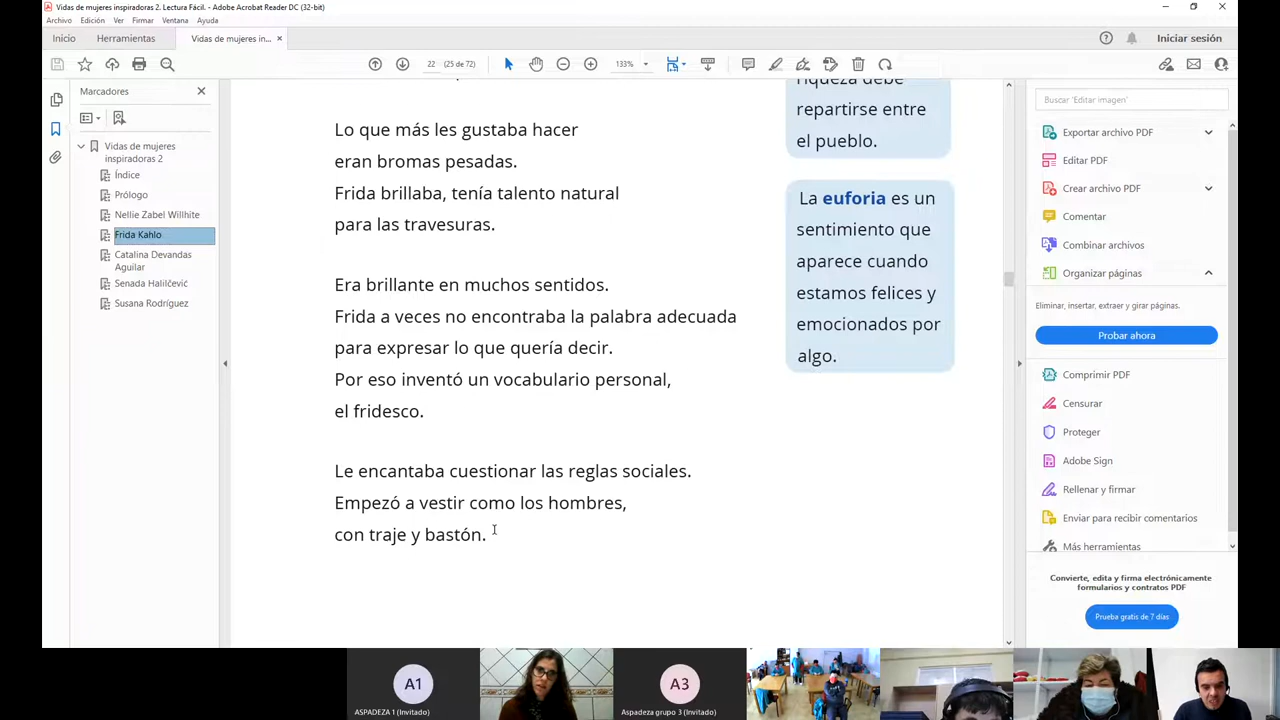 Vidas de mujeres inspiradoras 2. Lectura Fácil. - Adobe Acrobat Reader DC (32-bit)
Archivo Edición Ver Firmar Ventana Ayuda
Inicio Herramientas Vidas de mujeres in... × Iniciar sesión
22 (25 de 72) 133%
Marcadores
Vidas de mujeres
inspiradoras 2
Índice
Prólogo
Nellie Zabel Willhite
Frida Kahlo
Catalina Devandas
Aguilar
Senada Halilčević
Susana Rodríguez
Lo que más les gustaba hacer
eran bromas pesadas.
Frida brillaba, tenía talento natural
para las travesuras.
Era brillante en muchos sentidos.
Frida a veces no encontraba la palabra adecuada
para expresar lo que quería decir.
Por eso inventó un vocabulario personal,
el fridesco.
Le encantaba cuestionar las reglas sociales.
Empezó a vestir como los hombres,
con traje y bastón.
riqueza debe
repartirse entre
el pueblo.
La euforia es un
sentimiento que
aparece cuando
estamos felices y
emocionados por
algo.
Buscar 'Editar imagen'
Exportar archivo PDF
Editar PDF
Crear archivo PDF
Comentar
Combinar archivos
Organizar páginas
Eliminar, insertar, extraer y girar páginas.
Probar ahora
Comprimir PDF
Censurar
Proteger
Adobe Sign
Rellenar y firmar
Enviar para recibir comentarios
Más herramientas
Convierte, edita y firma electrónicamente
formularios y contratos PDF
Prueba gratis de 7 días
A1
ASPADEZA 1 (Invitado)
A3
Aspadeza grupo 3 (Invitado)